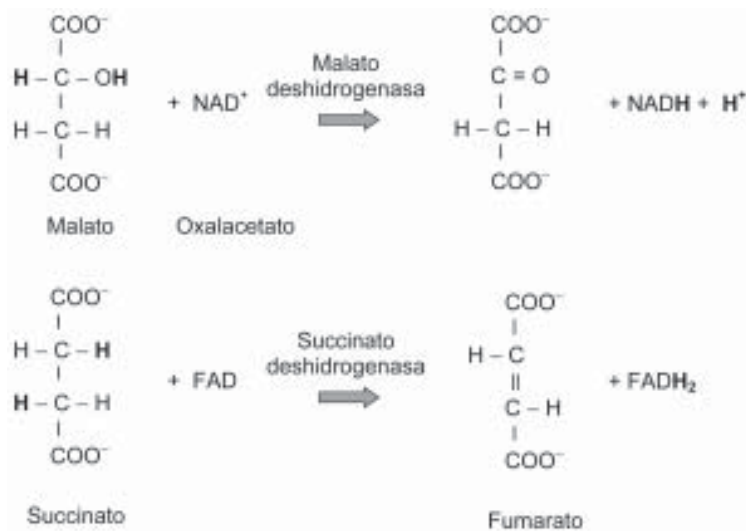 COO⁻ COO⁻
H – C – OH + NAD⁺ Malato deshidrogenasa C = O + NADH + H⁺
H – C – H H – C – H
COO⁻ COO⁻
Malato Oxalacetato
COO⁻ COO⁻
H – C – H + FAD Succinato deshidrogenasa H – C + FADH₂
H – C – H C – H
COO⁻ COO⁻
Succinato Fumarato